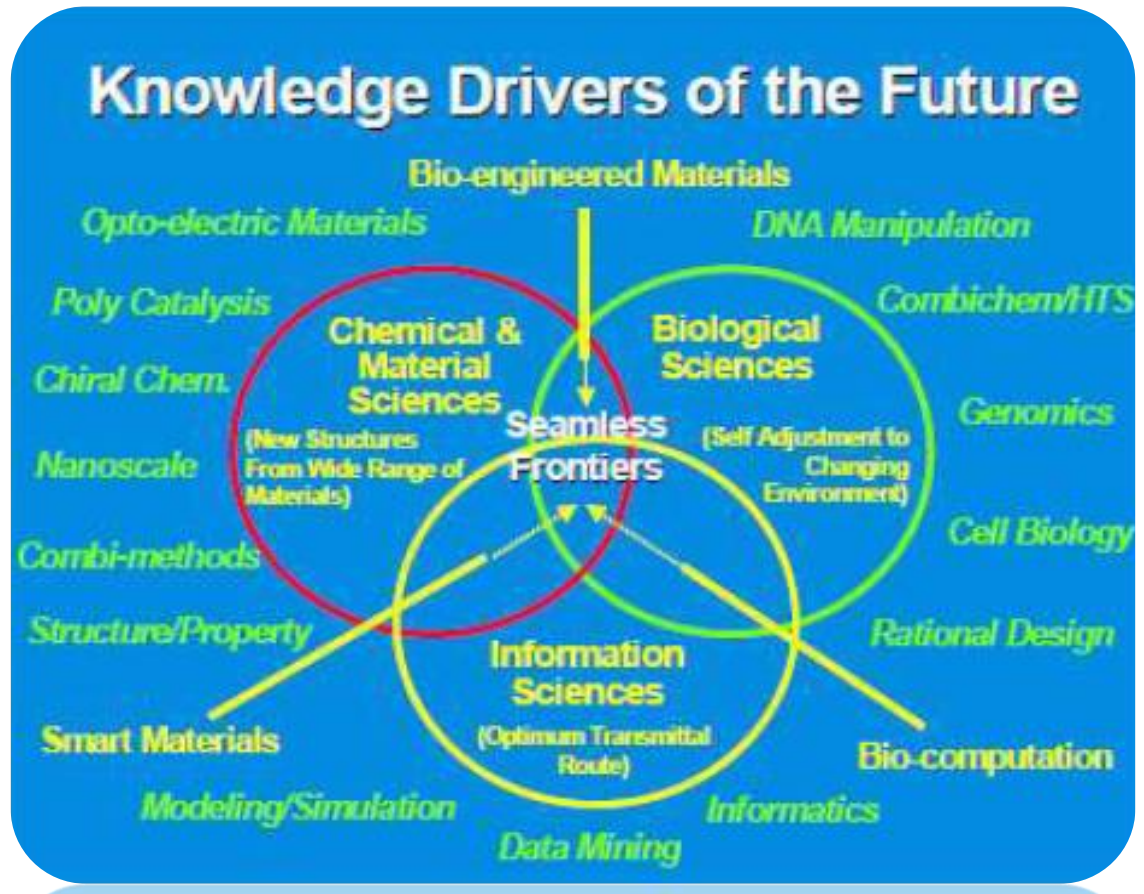 Knowledge Drivers of the Future
Bio-engineered Materials
Opto-electric Materials
DNA Manipulation
Poly Catalysis
Combichem/HTS
Chemical &
Material
Sciences
Biological
Sciences
Chiral Chem.
Genomics
Seamless
Frontiers
(New Structures
From Wide Range of
Materials)
(Self Adjustment to
Changing
Environment)
Nanoscale
Cell Biology
Combi-methods
Structure/Property
Rational Design
Information
Sciences
(Optimum Transmittal
Route)
Smart Materials
Bio-computation
Modeling/Simulation
Informatics
Data Mining